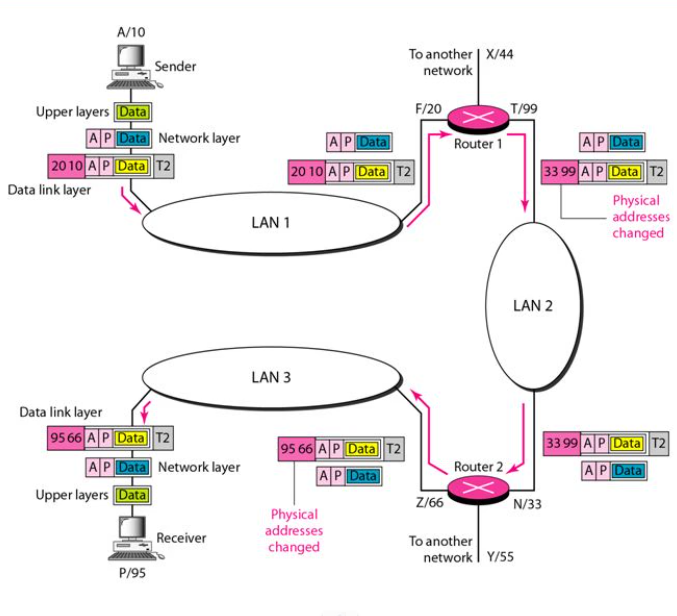 A/10
Sender
Upper layers Data
A P Data Network layer
20 10 A P Data T2
Data link layer
LAN 1
To another
network
X/44
F/20
T/99
Router 1
A P Data
20 10 A P Data T2
A P Data
33 99 A P Data T2
Physical
addresses
changed
LAN 2
LAN 3
33 99 A P Data T2
A P Data
Router 2
Z/66
N/33
To another
network
Y/55
95 66 A P Data T2
A P Data
Physical
addresses
changed
Data link layer
95 66 A P Data T2
A P Data Network layer
Upper layers Data
Receiver
P/95